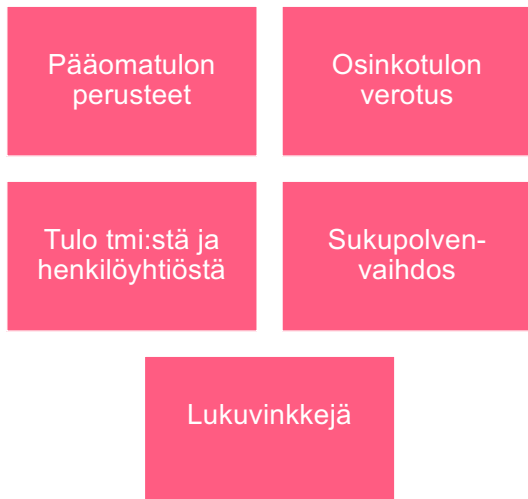 Pääomatulon
perusteet
Osinkotulon
verotus
Tulo tmi:stä ja
henkilöyhtiöstä
Sukupolven-
vaihdos
Lukuvinkkejä